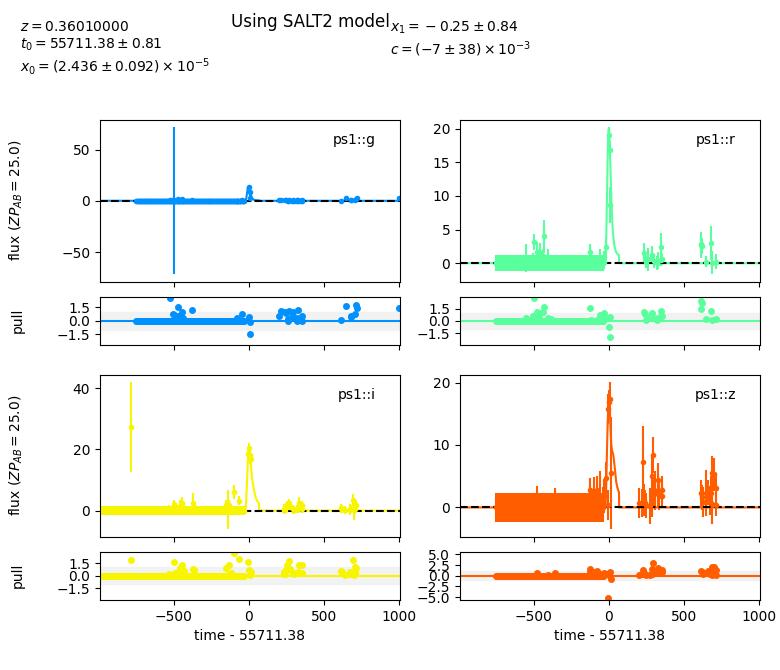 Using SALT2 model
z = 0.36010000
t₀ = 55711.38 ± 0.81
x₀ = (2.436 ± 0.092) × 10⁻⁵
x₁ = − 0.25 ± 0.84
c = (−7 ± 38) × 10⁻³
flux (ZP_AB = 25.0)
50
0
−50
ps1::g
20
15
10
5
0
ps1::r
pull
1.5
0.0
−1.5
1.5
0.0
−1.5
flux (ZP_AB = 25.0)
40
20
0
ps1::i
20
10
0
ps1::z
pull
1.5
0.0
−1.5
5.0
2.5
0.0
−2.5
−5.0
−500 0 500 1000
−500 0 500 1000
time - 55711.38
time - 55711.38